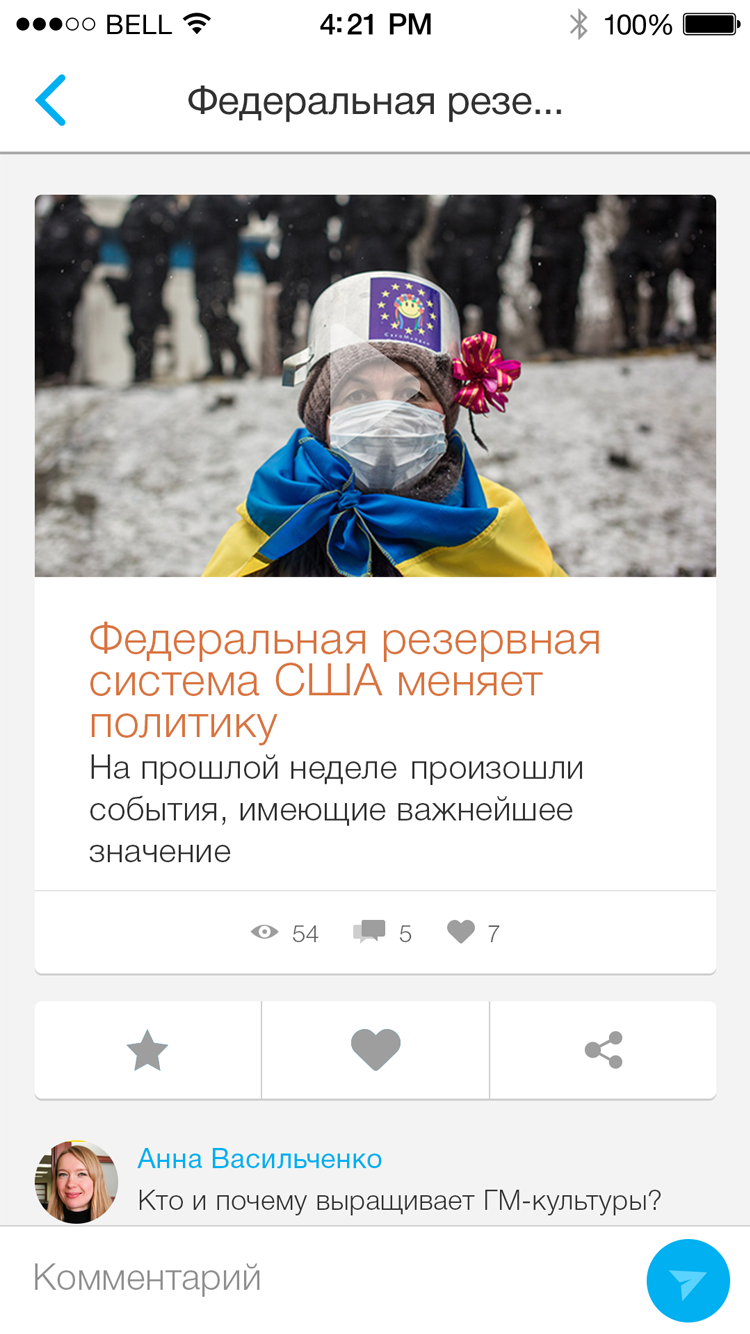 BELL 4:21 PM 100%
Федеральная резе...
Федеральная резервная
система США меняет
политику
На прошлой неделе произошли
события, имеющие важнейшее
значение
54 5 7
Анна Васильченко
Кто и почему выращивает ГМ-культуры?
Комментарий